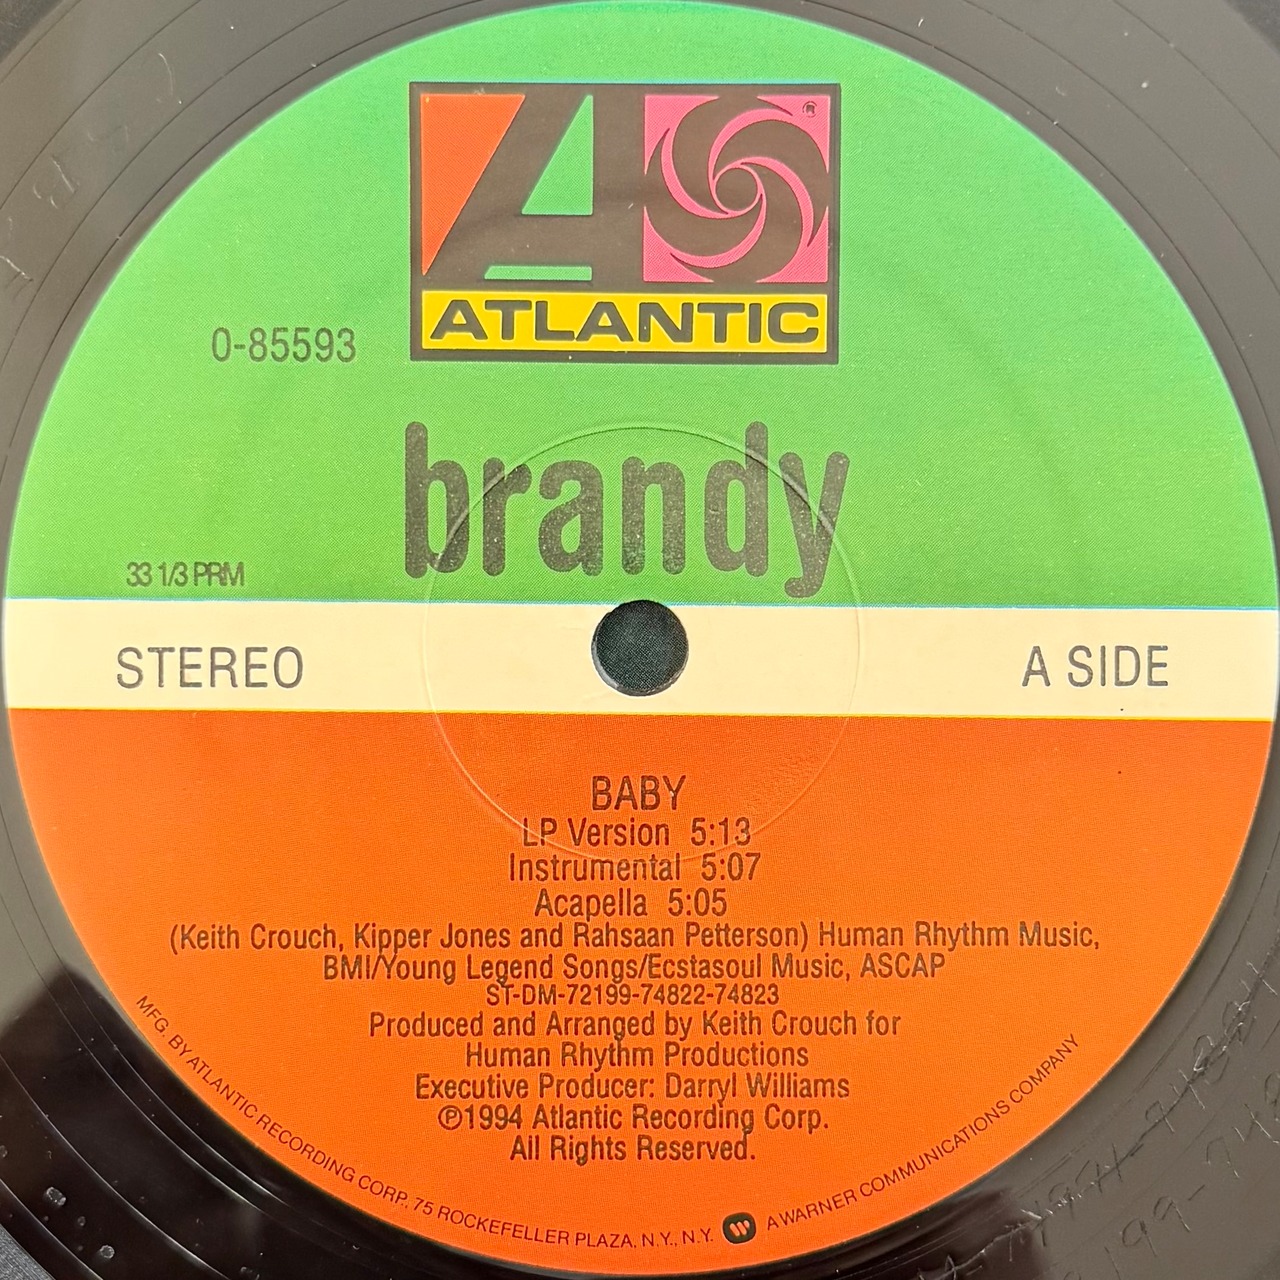 ®
ATLANTIC
0-85593
brandy
33 1/3 PRM
STEREO
A SIDE
BABY
LP Version 5:13
Instrumental 5:07
Acapella 5:05
(Keith Crouch, Kipper Jones and Rahsaan Petterson) Human Rhythm Music,
BMI/Young Legend Songs/Ecstasoul Music, ASCAP
ST-DM-72199-74822-74823
Produced and Arranged by Keith Crouch for
Human Rhythm Productions
Executive Producer: Darryl Williams
℗1994 Atlantic Recording Corp.
All Rights Reserved.
MFG. BY ATLANTIC RECORDING CORP., 75 ROCKEFELLER PLAZA, N.Y., N.Y. A WARNER COMMUNICATIONS COMPANY